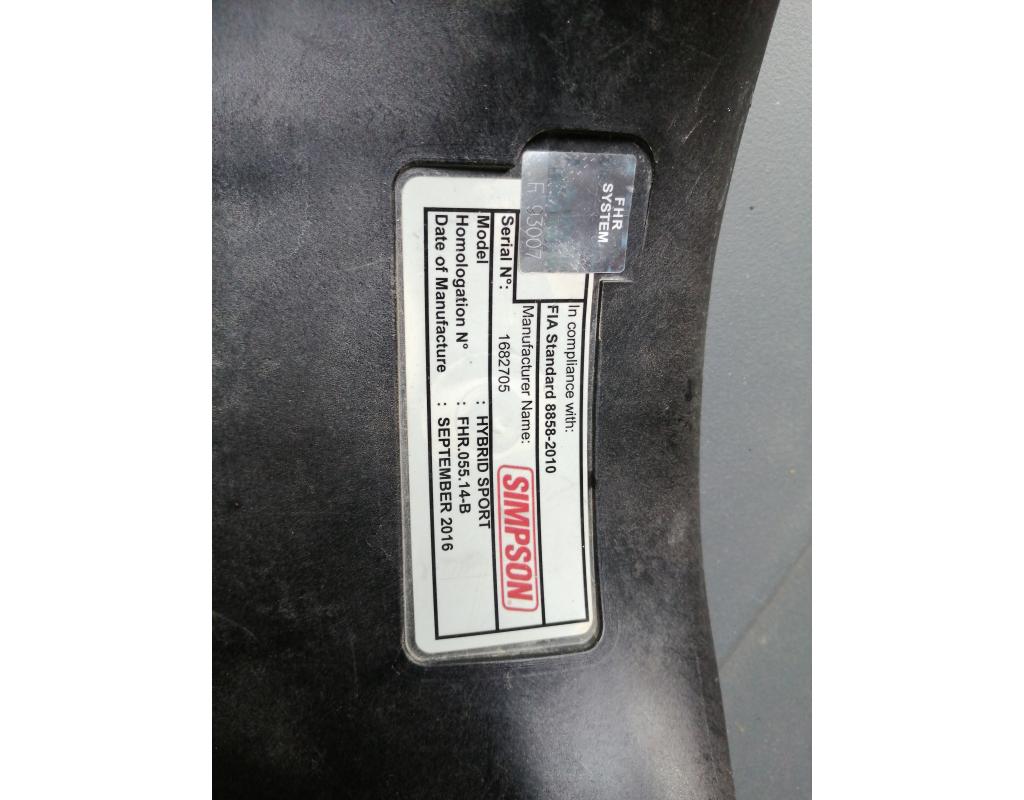 FHR
SYSTEM
In compliance with:
FIA Standard 8858-2010
Manufacturer Name:
SIMPSON
Serial N°: 1682705
Model : HYBRID SPORT
Homologation N° : FHR.055.14-B
Date of Manufacture : SEPTEMBER 2016